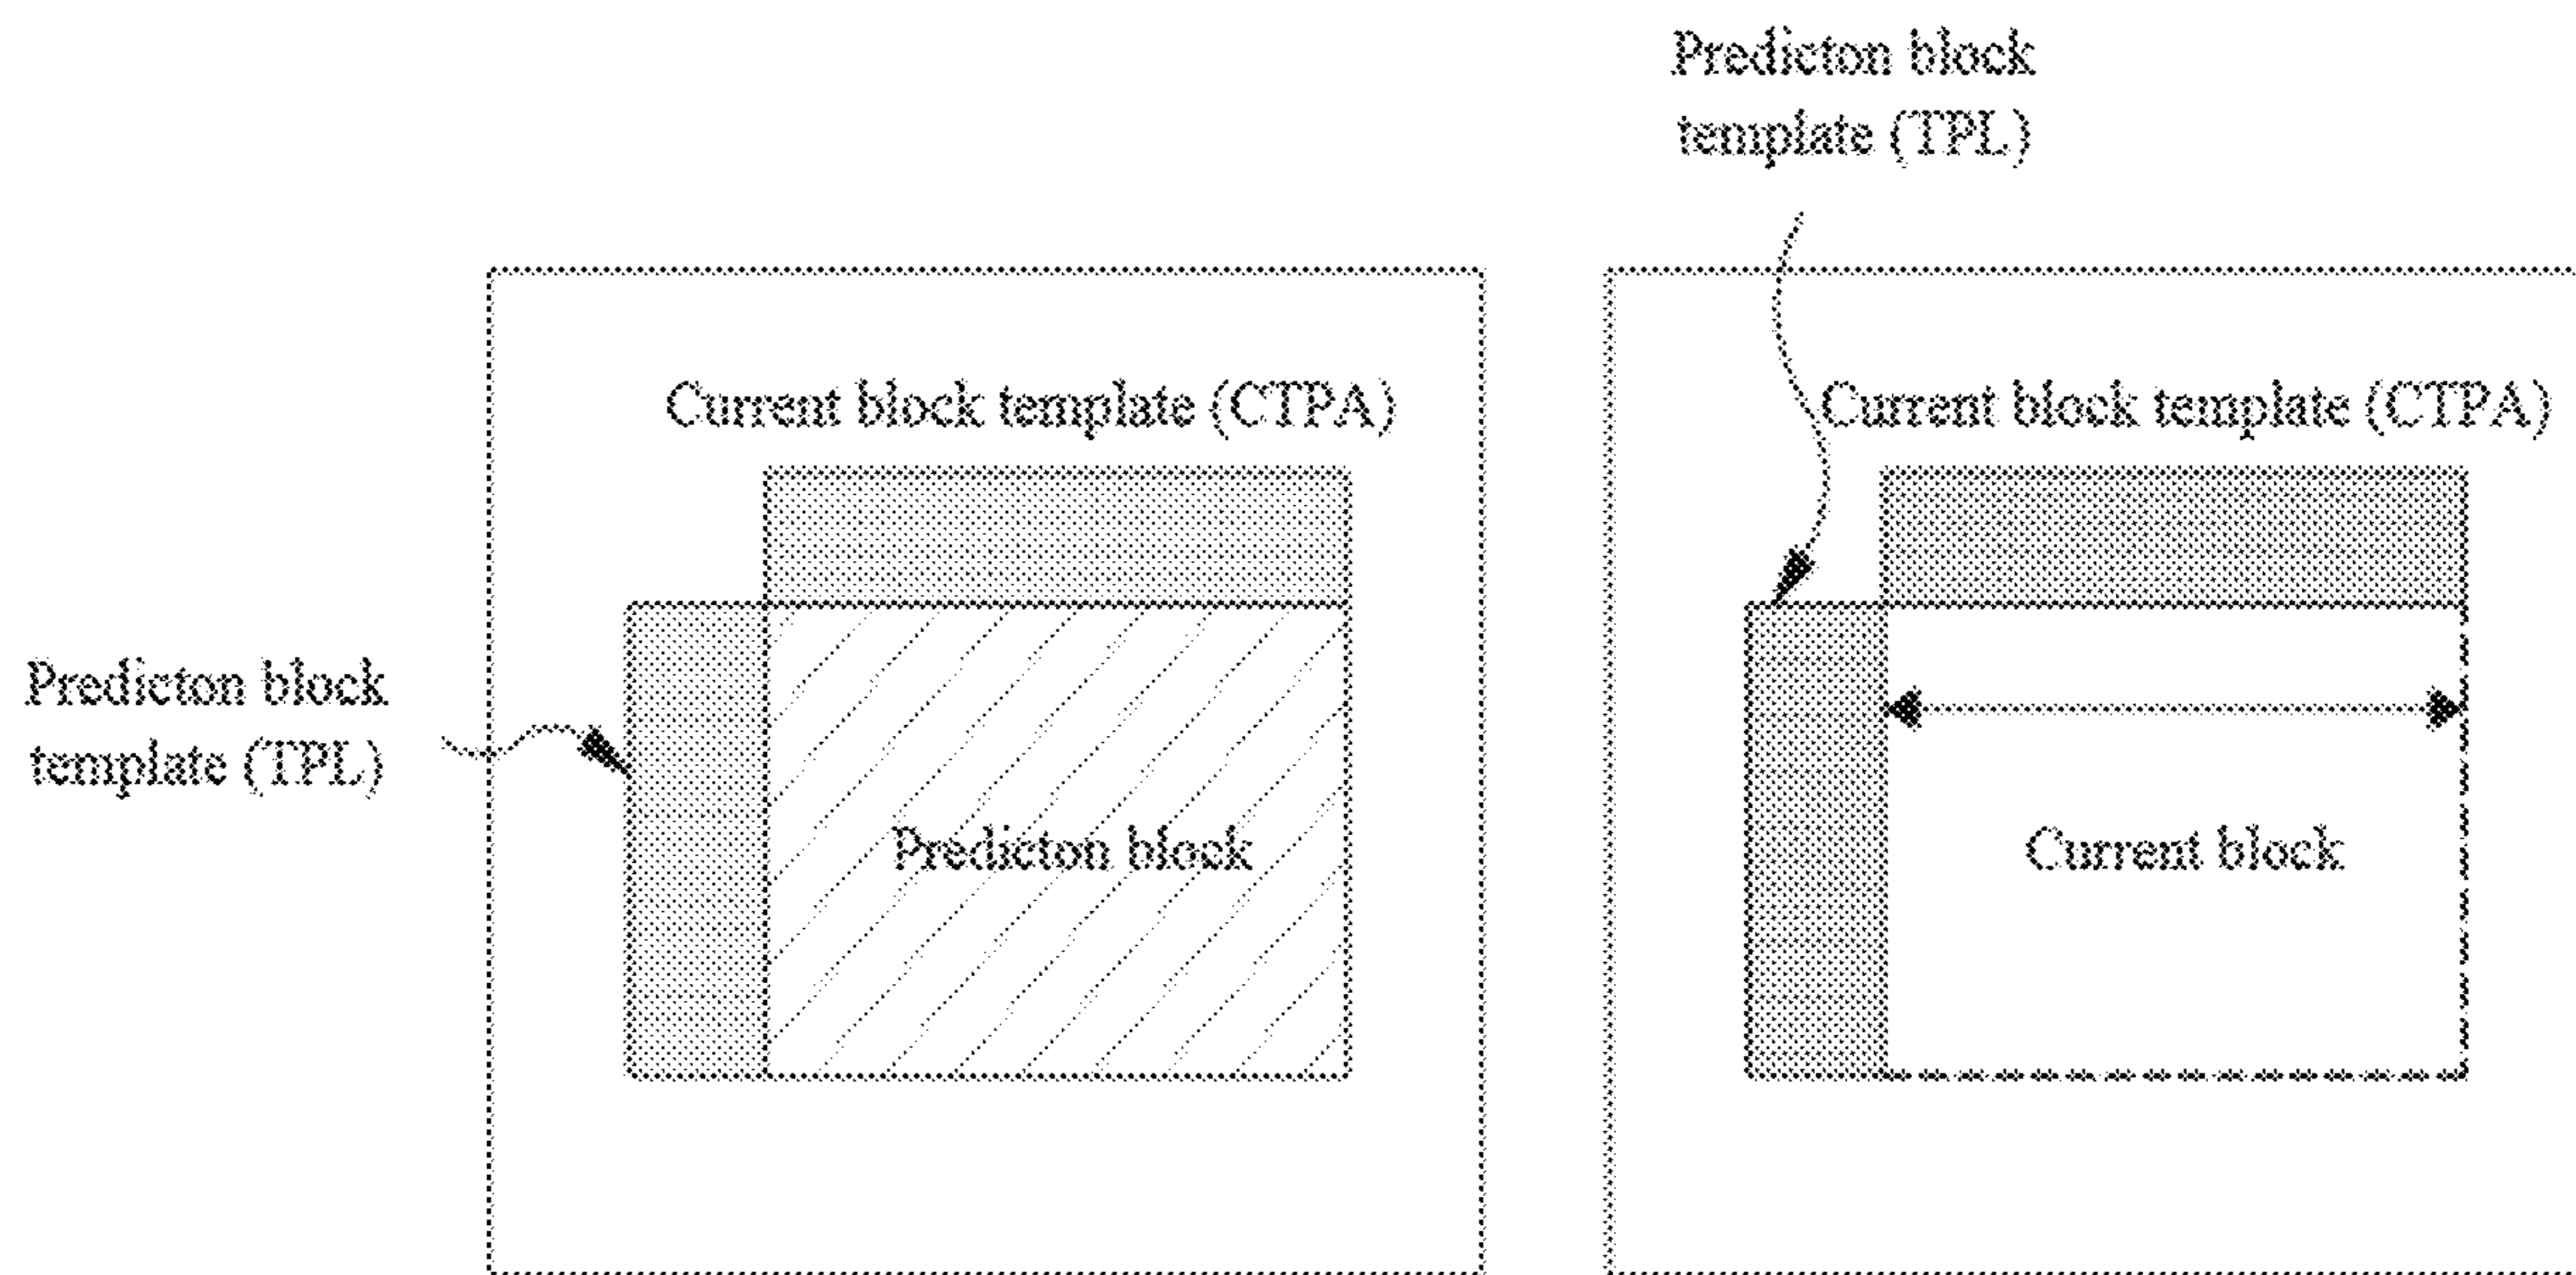 Predicton block
template (TPL)
Current block template (CTPA)
Current block template (CTPA)
Predicton block
template (TPL)
Predicton block
Current block